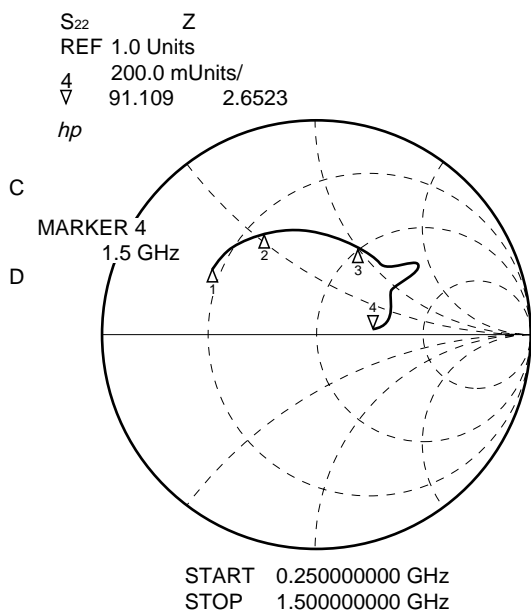 S22 Z
REF 1.0 Units
200.0 mUnits/
4
91.109 2.6523
hp
C
MARKER 4
1.5 GHz
D
1
2
3
4
START 0.250000000 GHz
STOP 1.500000000 GHz